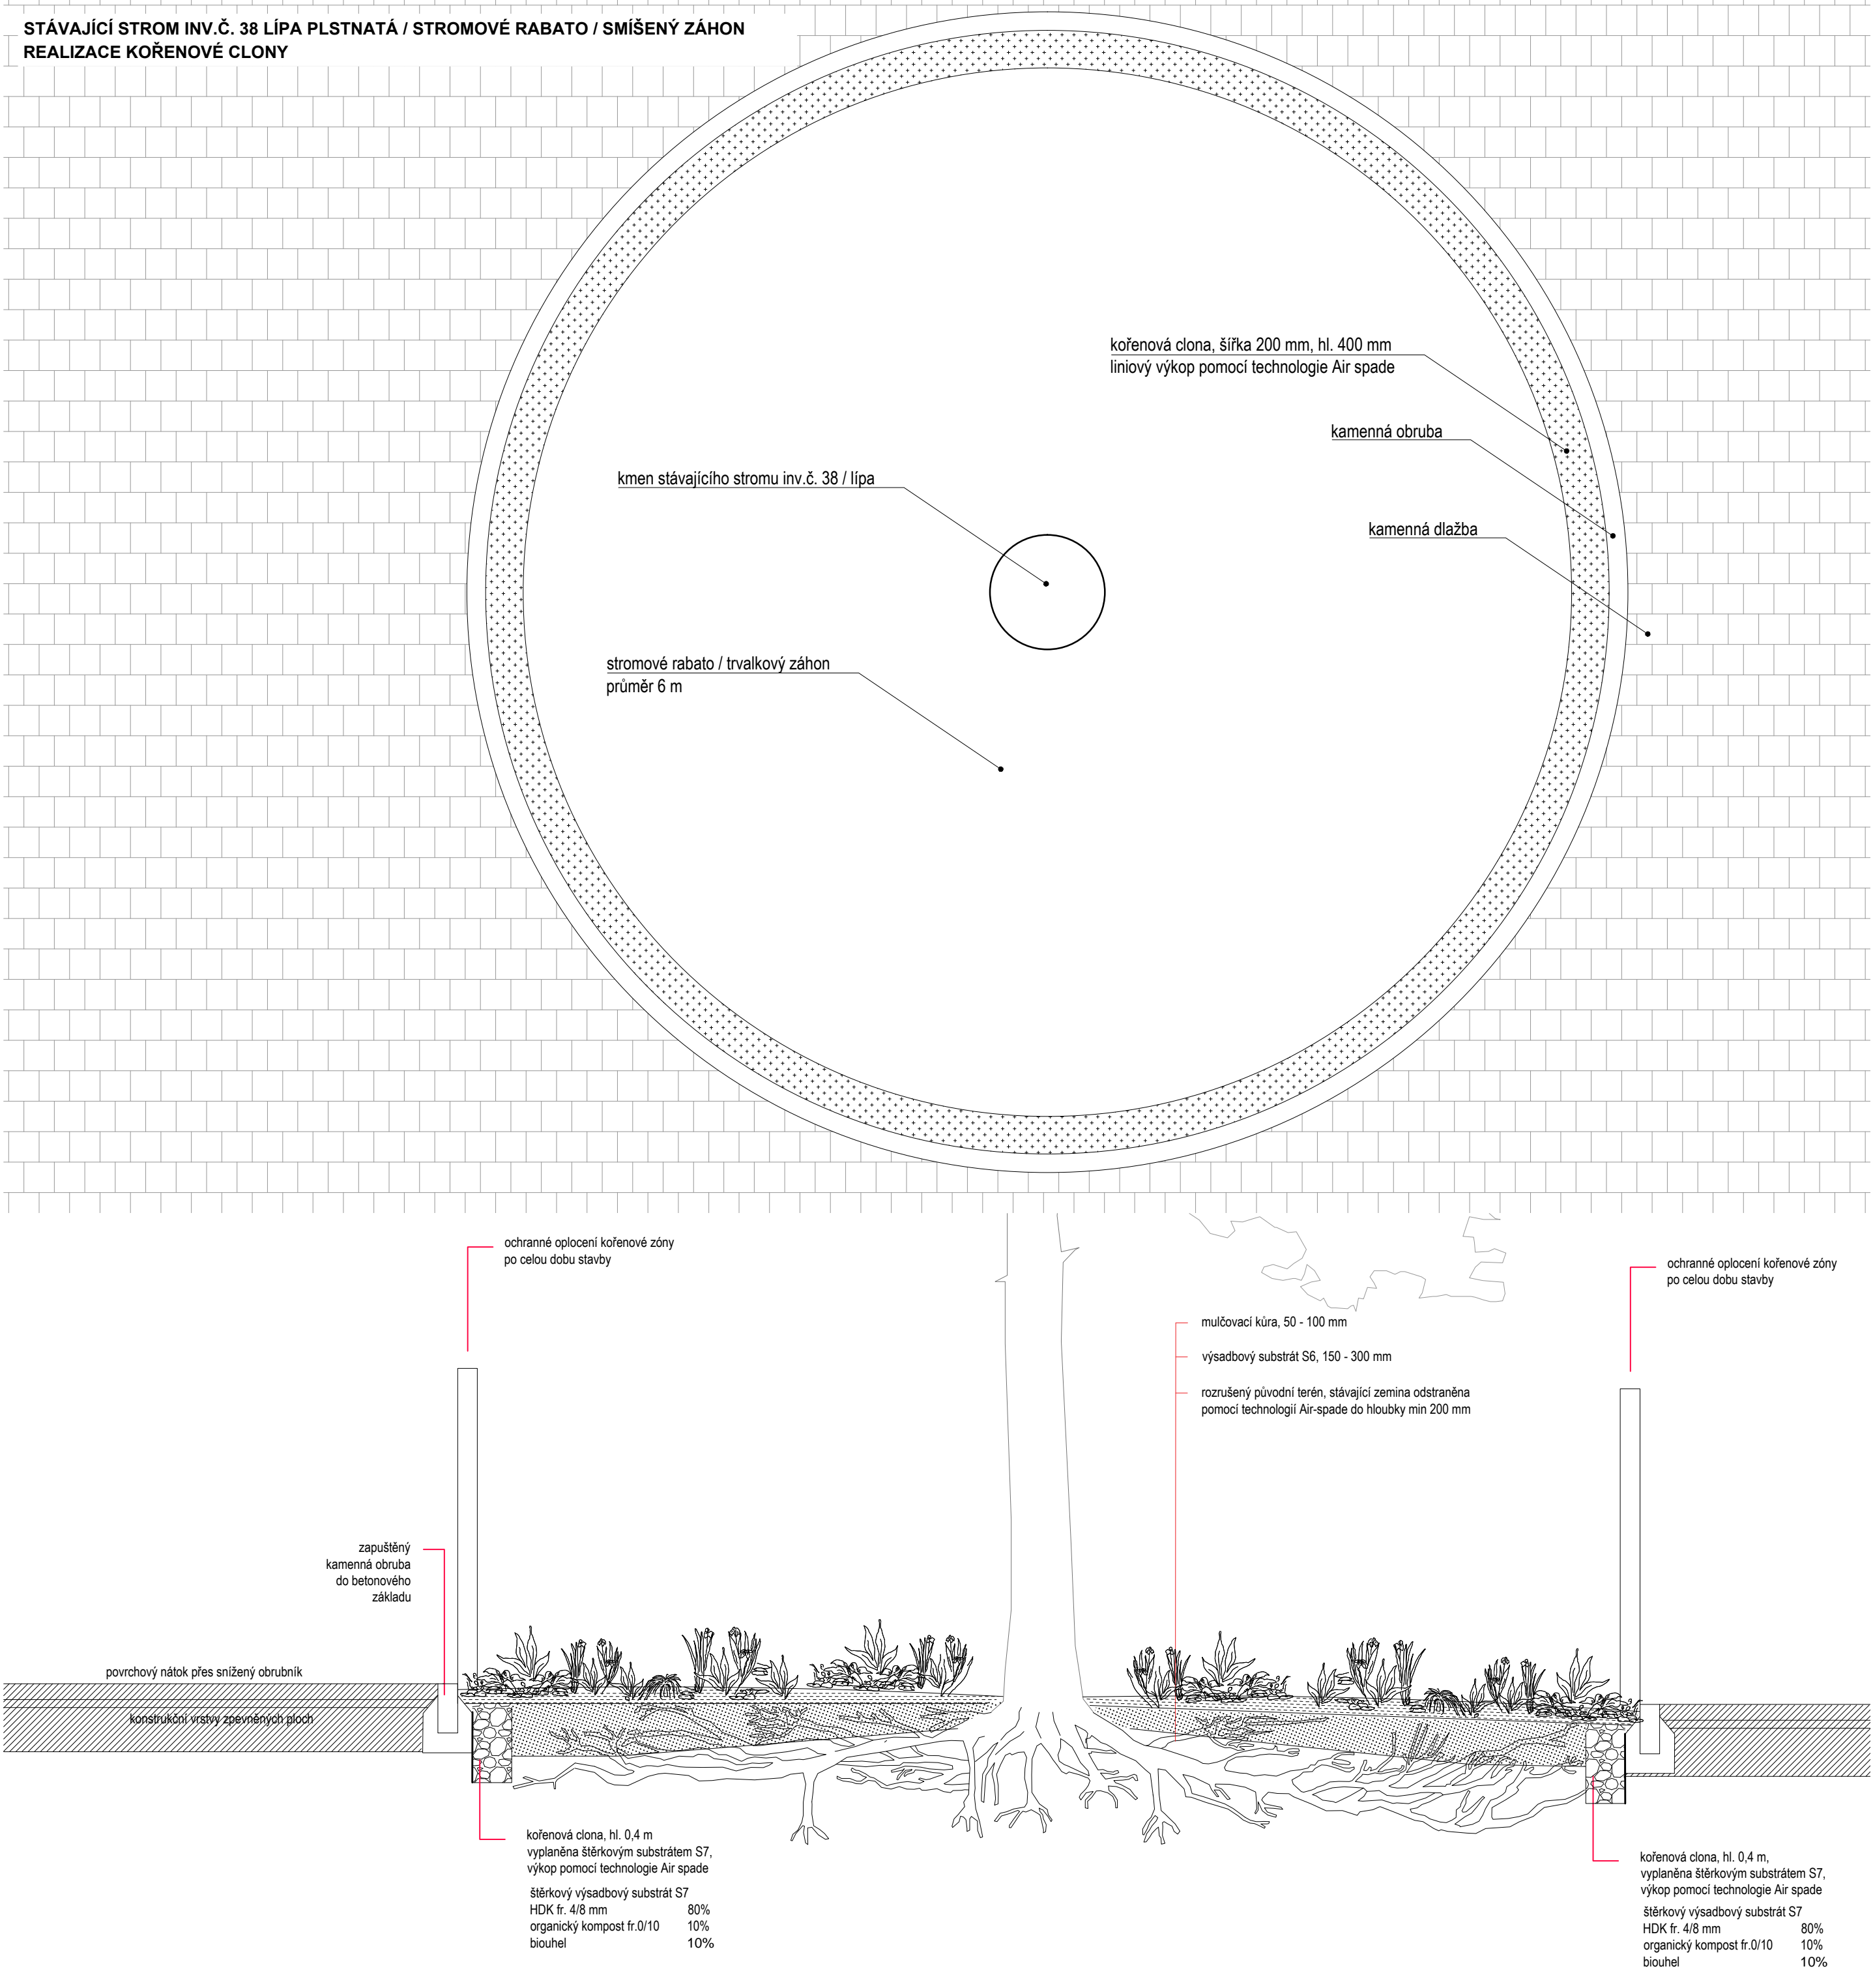 STÁVAJÍCÍ STROM INV.Č. 38 LÍPA PLSTNATÁ / STROMOVÉ RABATO / SMÍŠENÝ ZÁHON
REALIZACE KOŘENOVÉ CLONY
kořenová clona, šířka 200 mm, hl. 400 mm
liniový výkop pomocí technologie Air spade
kamenná obruba
kmen stávajícího stromu inv.č. 38 / lípa
kamenná dlažba
stromové rabato / trvalkový záhon
průměr 6 m
ochranné oplocení kořenové zóny
po celou dobu stavby
ochranné oplocení kořenové zóny
po celou dobu stavby
mulčovací kůra, 50 - 100 mm
výsadbový substrát S6, 150 - 300 mm
rozrušený původní terén, stávající zemina odstraněna
pomocí technologií Air-spade do hloubky min 200 mm
zapuštěný
kamenná obruba
do betonového
základu
povrchový nátok přes snížený obrubník
konstrukční vrstvy zpevněných ploch
kořenová clona, hl. 0,4 m
vyplaněna štěrkovým substrátem S7,
výkop pomocí technologie Air spade
štěrkový výsadbový substrát S7
HDK fr. 4/8 mm 80%
organický kompost fr.0/10 10%
biouhel 10%
kořenová clona, hl. 0,4 m,
vyplaněna štěrkovým substrátem S7,
výkop pomocí technologie Air spade
štěrkový výsadbový substrát S7
HDK fr. 4/8 mm 80%
organický kompost fr.0/10 10%
biouhel 10%